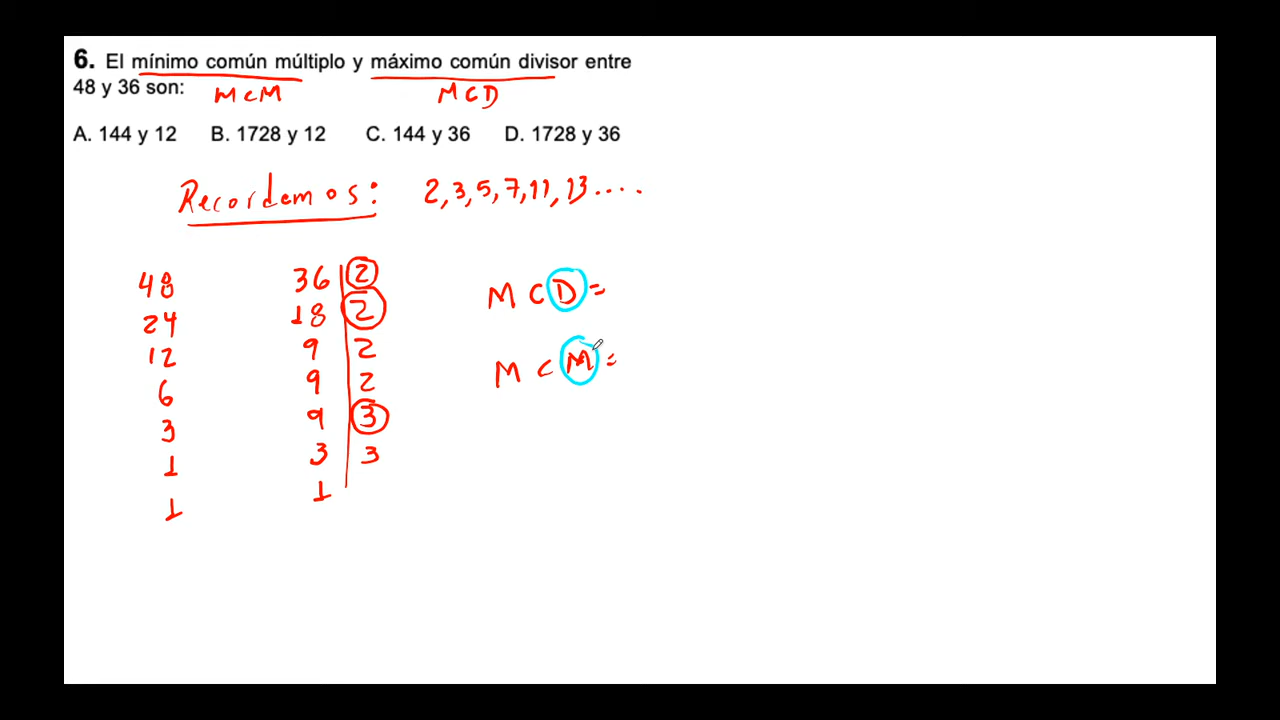 6. El mínimo común múltiplo y máximo común divisor entre
48 y 36 son:
McM MCD
A. 144 y 12 B. 1728 y 12 C. 144 y 36 D. 1728 y 36
Recordemos: 2,3,5,7,11,13....
48 36 2
24 18 2
12 9 2
6 9 2
3 9 3
1 3 3
1 1
MCD=
McM=